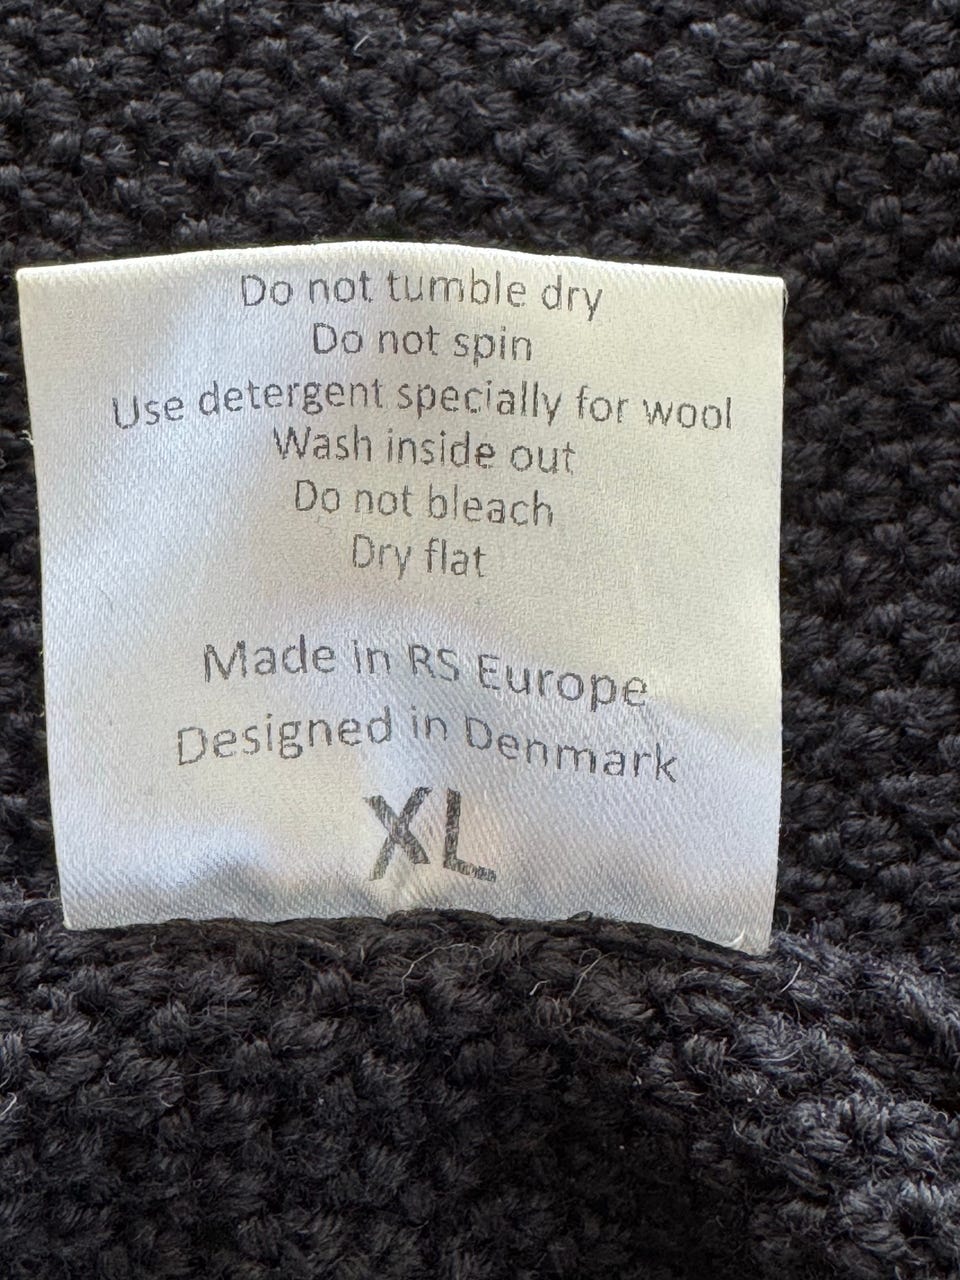 Do not tumble dry
Do not spin
Use detergent specially for wool
Wash inside out
Do not bleach
Dry flat
Made in RS Europe
Designed in Denmark
XL